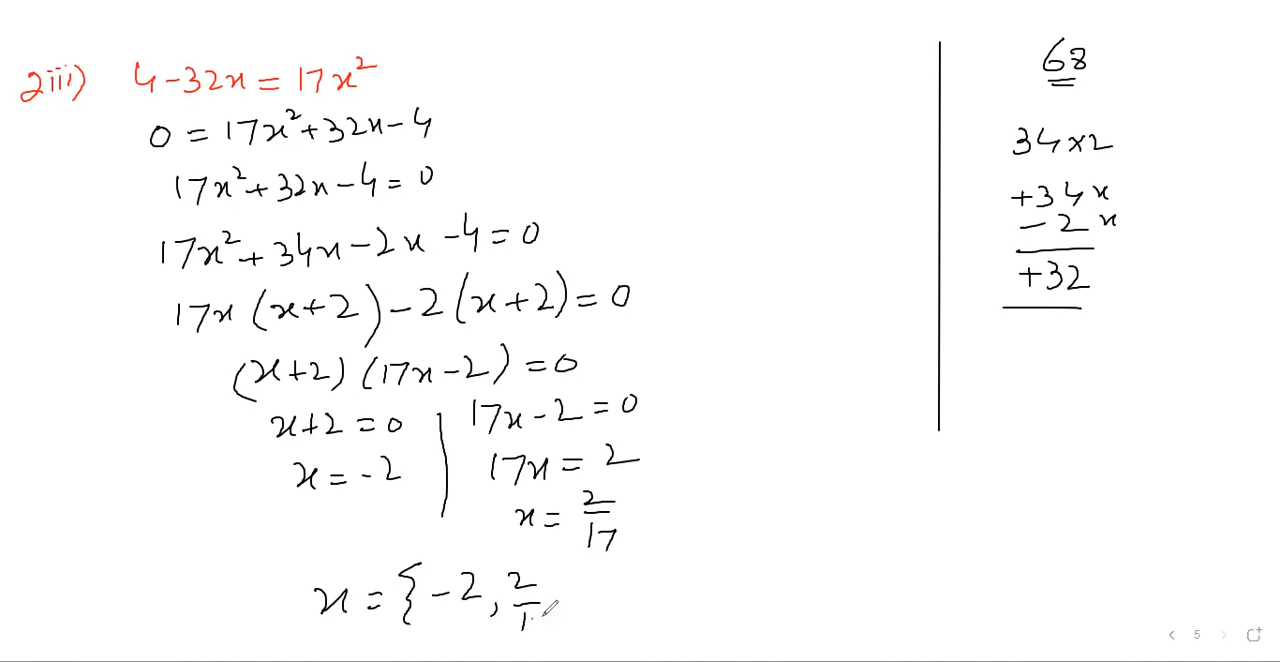 2iii) 4-32x = 17x²
0 = 17x²+32x-4
17x²+32x-4=0
17x²+34x-2x-4=0
17x(x+2)-2(x+2)=0
(x+2)(17x-2)=0
x+2=0 | 17x-2=0
x=-2 | 17x=2
x=2/17
x={-2, 2/1
68
34×2
+34x
-2x
+32
< 5 >